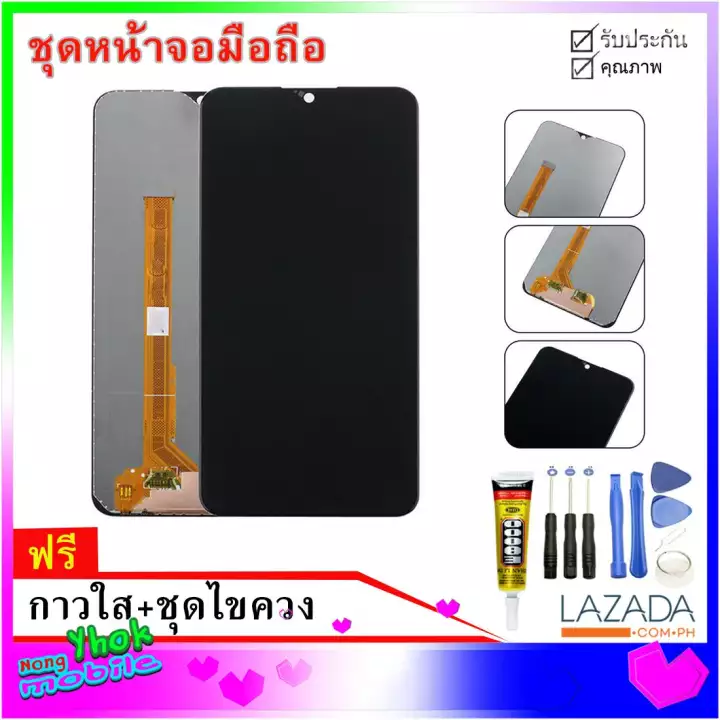 ชุดหน้าจอมือถือ
รับประกัน
คุณภาพ
ฟรี
กาวใส+ชุดไขควง
LAZADA
.COM.PH
Nong Yhok
mobile